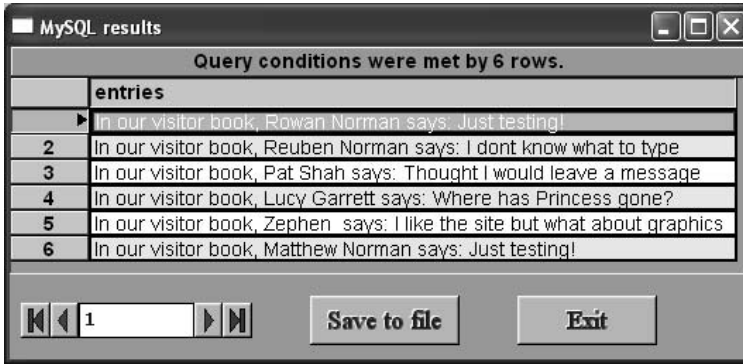 MySQL results
Query conditions were met by 6 rows.
entries
In our visitor book, Rowan Norman says: Just testing!
2 In our visitor book, Reuben Norman says: I dont know what to type
3 In our visitor book, Pat Shah says: Thought I would leave a message
4 In our visitor book, Lucy Garrett says: Where has Princess gone?
5 In our visitor book, Zephen  says: I like the site but what about graphics
6 In our visitor book, Matthew Norman says: Just testing!
1 Save to file Exit